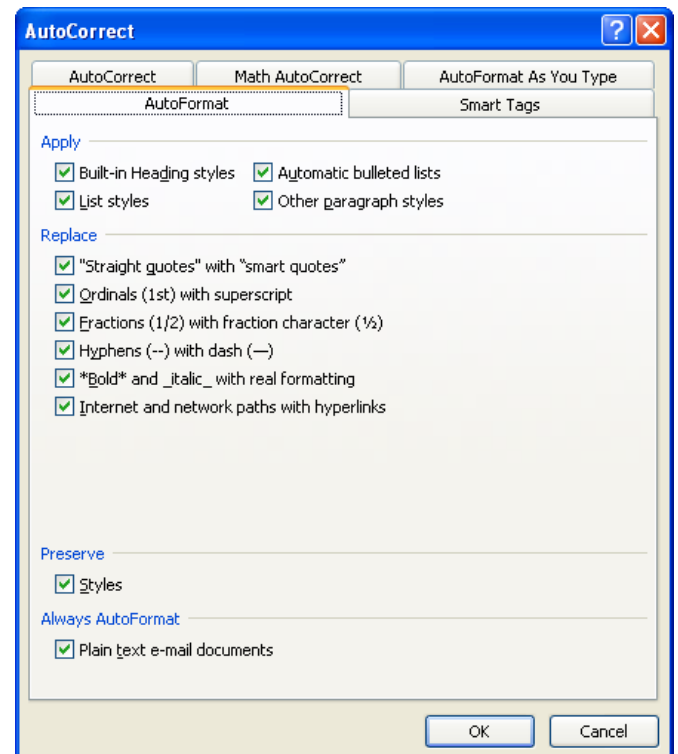 AutoCorrect
AutoCorrect Math AutoCorrect AutoFormat As You Type
AutoFormat Smart Tags
Apply
Built-in Heading styles Automatic bulleted lists
List styles Other paragraph styles
Replace
"Straight quotes" with “smart quotes”
Ordinals (1st) with superscript
Fractions (1/2) with fraction character (½)
Hyphens (--) with dash (—)
*Bold* and _italic_ with real formatting
Internet and network paths with hyperlinks
Preserve
Styles
Always AutoFormat
Plain text e-mail documents
OK Cancel